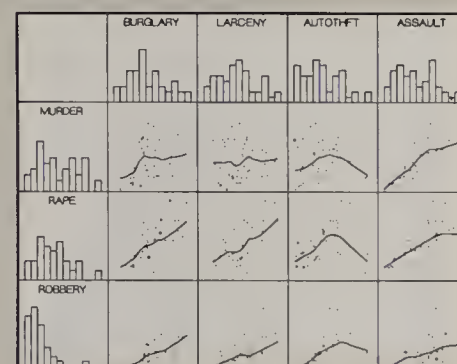 BURGLARY LARCENY AUTOTHFT ASSAULT
MURDER
RAPE
ROBBERY